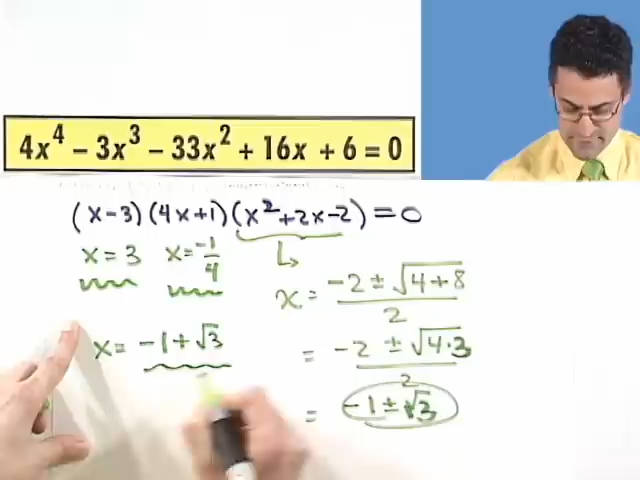 4x⁴ − 3x³ − 33x² + 16x + 6 = 0
(x-3)(4x+1)(x²+2x-2) = 0
x = 3 x = -1/4
x = -2 ± √4+8 / 2
x = -1+√3
= -2 ± √4·3 / 2
= -1 ± √3